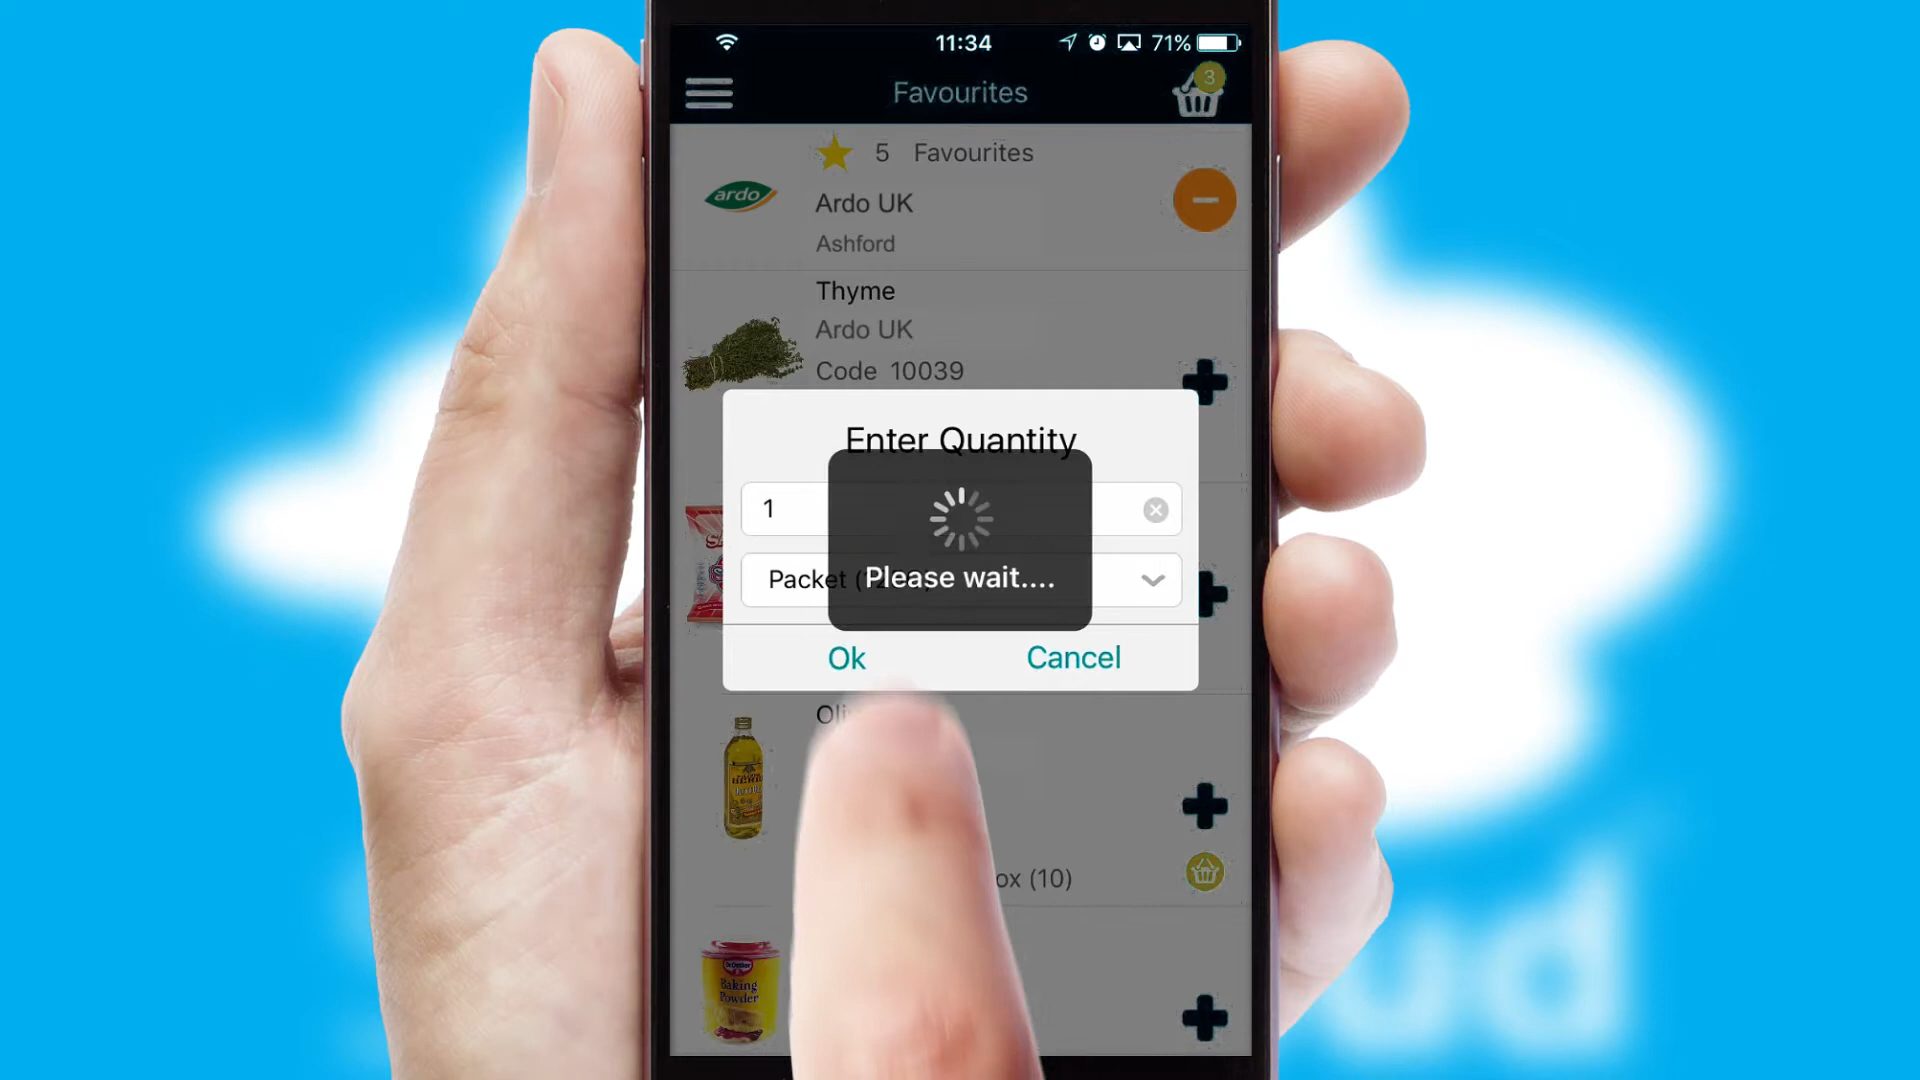 11:34
71%
Favourites
3
5 Favourites
ardo
Ardo UK
Ashford
Thyme
Ardo UK
Code 10039
Enter Quantity
1
Packet
Please wait....
Ok
Cancel
ox (10)
Baking
Powder
ud